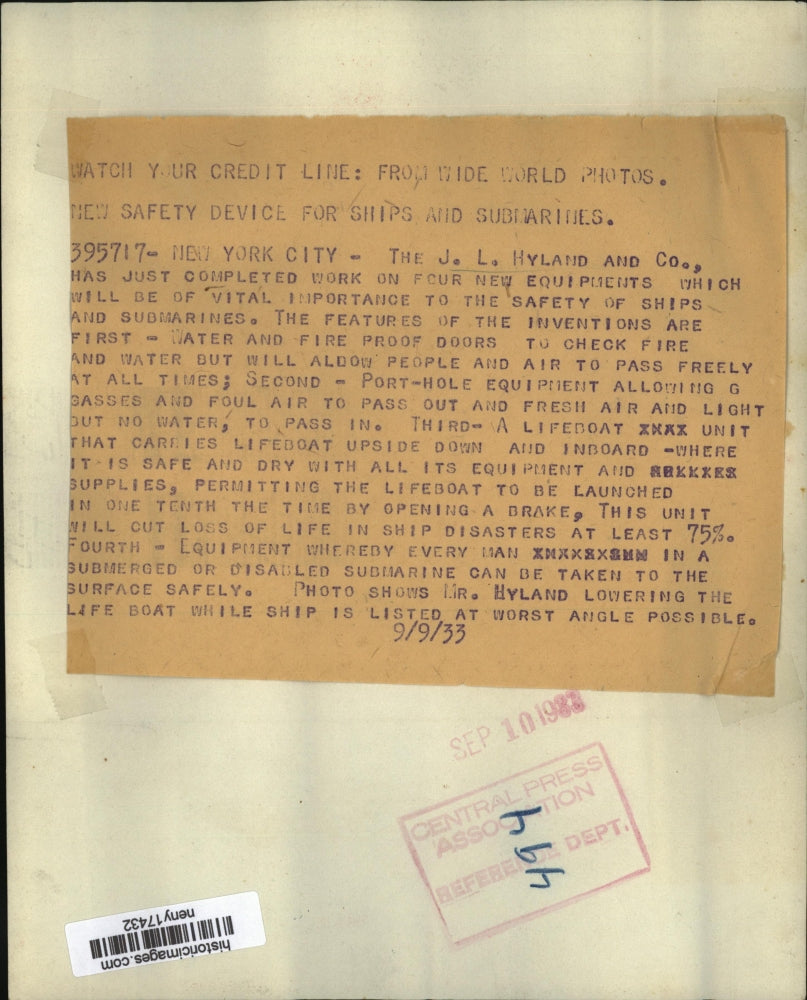 WATCH Y UR CREDIT LINE: FROM WIDE WORLD PHOTOS.
NEW SAFETY DEVICE FOR SHIPS AND SUBMARINES.
395717- NEW YORK CITY - THE J. L. HYLAND AND CO.,
HAS JUST COMPLETED WORK ON FOUR NEW EQUIPMENTS WHICH
WILL BE OF VITAL IMPORTANCE TO THE SAFETY OF SHIPS
AND SUBMARINES. THE FEATURES OF THE INVENTIONS ARE
FIRST - WATER AND FIRE PROOF DOORS TO CHECK FIRE
AND WATER BUT WILL ALLOW PEOPLE AND AIR TO PASS FREELY
AT ALL TIMES; SECOND - PORT-HOLE EQUIPMENT ALLOWING G
GASSES AND FOUL AIR TO PASS OUT AND FRESH AIR AND LIGHT
BUT NO WATER, TO PASS IN. THIRD- A LIFEBOAT XXXX UNIT
THAT CARRIES LIFEBOAT UPSIDE DOWN AND INBOARD -WHERE
IT IS SAFE AND DRY WITH ALL ITS EQUIPMENT AND
SUPPLIES, PERMITTING THE LIFEBOAT TO BE LAUNCHED
IN ONE TENTH THE TIME BY OPENING A BRAKE, THIS UNIT
WILL CUT LOSS OF LIFE IN SHIP DISASTERS AT LEAST 75%.
FOURTH - EQUIPMENT WHEREBY EVERY MAN IN A
SUBMERGED OR DISABLED SUBMARINE CAN BE TAKEN TO THE
SURFACE SAFELY. PHOTO SHOWS MR. HYLAND LOWERING THE
LIFE BOAT WHILE SHIP IS LISTED AT WORST ANGLE POSSIBLE.
9/9/33
SEP 10 1933
CENTRAL PRESS
ASSOCIATION
REFERENCE DEPT.
494
historicimages.com
neny17432